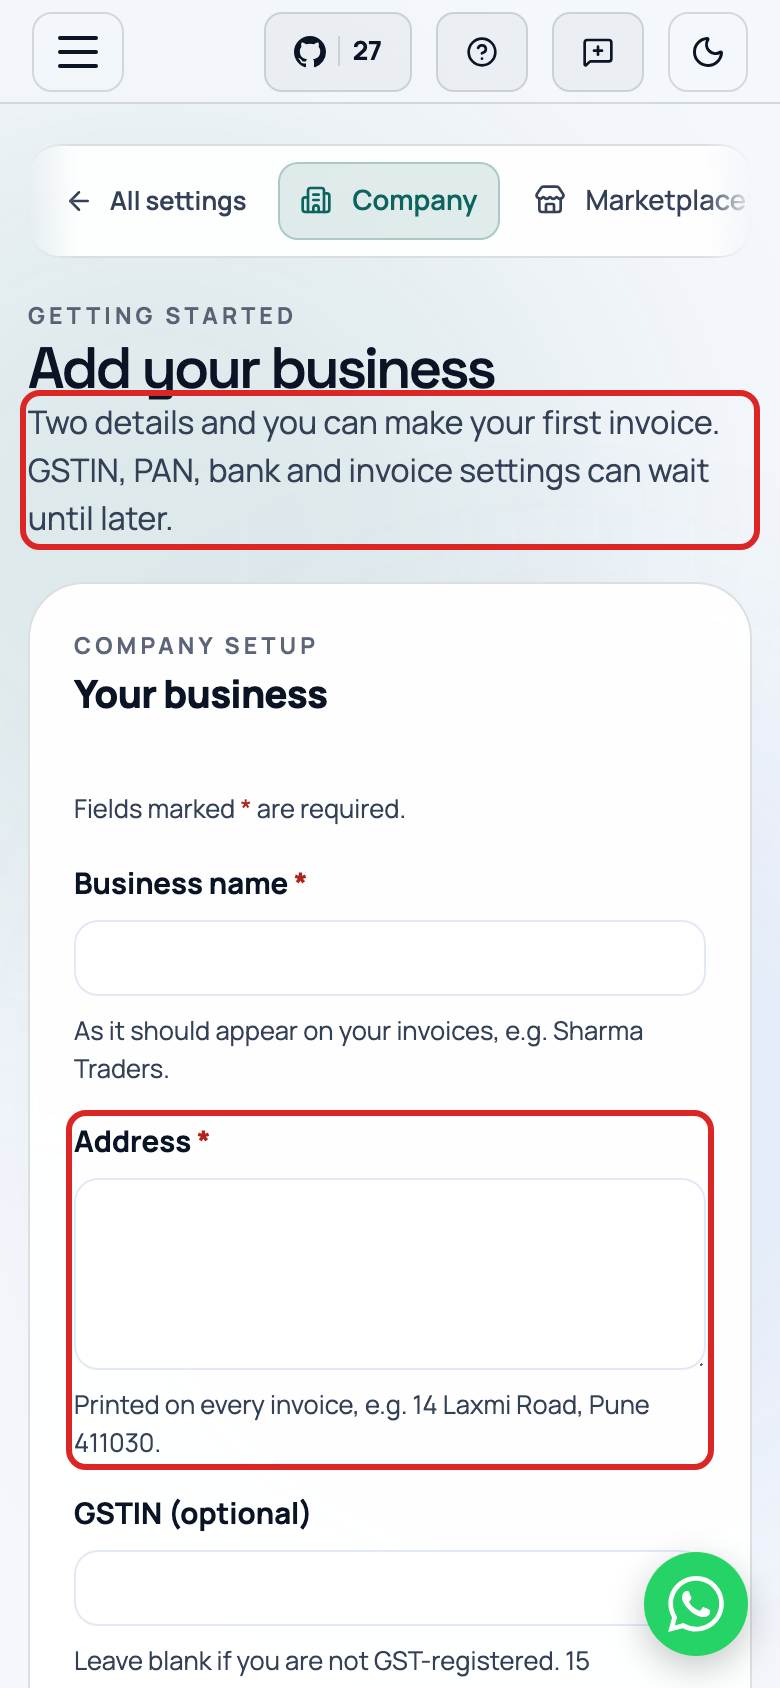 27
All settings
Company
Marketplace
GETTING STARTED
Add your business
Two details and you can make your first invoice.
GSTIN, PAN, bank and invoice settings can wait
until later.
COMPANY SETUP
Your business
Fields marked * are required.
Business name *
As it should appear on your invoices, e.g. Sharma
Traders.
Address *
Printed on every invoice, e.g. 14 Laxmi Road, Pune
411030.
GSTIN (optional)
Leave blank if you are not GST-registered. 15